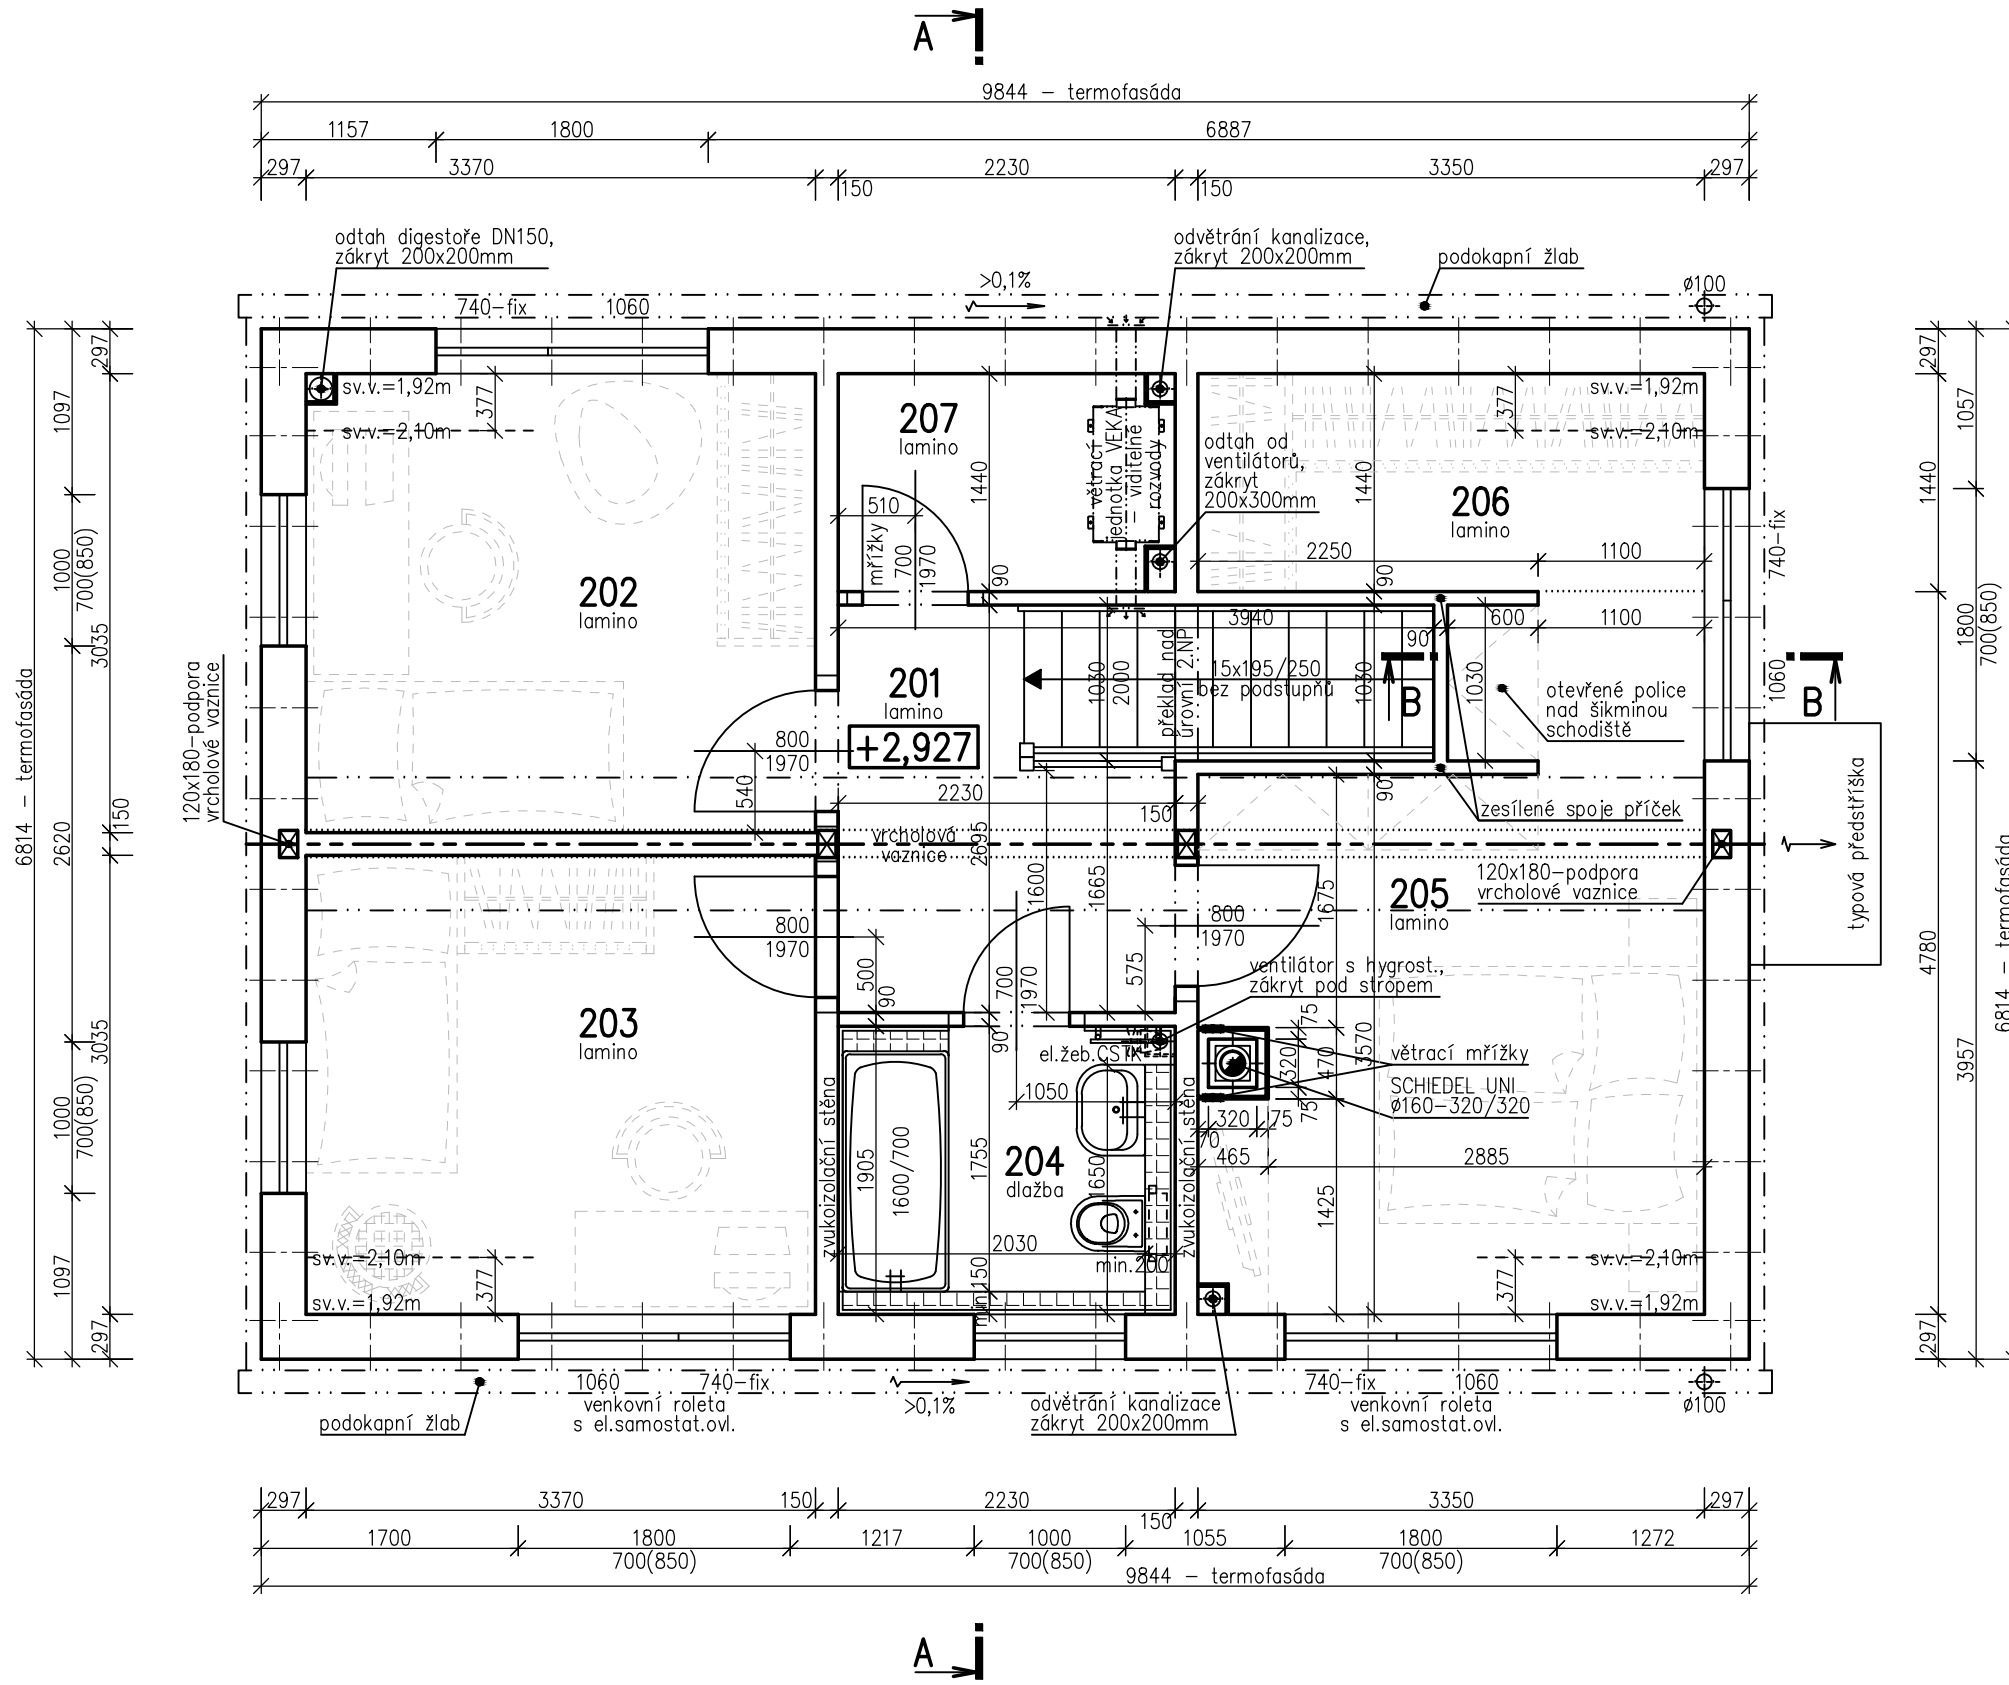 A
9844 – termofasáda
1157
1800
6887
297
3370
2230
3350
297
150
150
odtah digestoře DN150,
zákryt 200x200mm
odvětrání kanalizace,
zákryt 200x200mm
podokapní žlab
>0,1%
ø100
740-fix
1060
297
1097
1000
700(850)
3035
150
2620
6814 – termofasáda
3035
1000
700(850)
1097
297
120x180-podpora
vrcholové vaznice
sv.v.=1,92m
sv.v.=2,10m
377
202
lamino
207
lamino
1440
510
mřížky
700
1970
90
větrací
jednotka VEKA
– viditelné
rozvody
odtah od
ventilátorů,
zákryt
200x300mm
sv.v.=1,92m
sv.v.=2,10m
377
1440
206
lamino
2250
1100
90
740-fix
1060
3940
90
600
1100
201
lamino
+2,927
1030
2000
překlad nad
úrovní 2.NP
15x195/250
bez podstupňů
1030
1030
B
B
otevřené police
nad šikminou
schodiště
zesílené spoje příček
typová předstříška
297
1057
1440
1800
700(850)
4780
3957
6814 – termofasáda
297
800
1970
540
2230
150
90
vrcholová
vaznice
2695
1600
1665
1675
800
1970
500
90
700
1970
575
800
1970
205
lamino
120x180-podpora
vrcholové vaznice
ventilátor s hygrost.,
zákryt pod stropem
203
lamino
90
el.žeb.ČSTK
1050
320
75
470
75
3570
větrací mřížky
SCHIEDEL UNI
ø160-320/320
320
75
70
465
2885
zvukoizolační stěna
1905
1600/700
1755
204
dlažba
1650
zvukoizolační stěna
1425
2030
min.200
min.150
sv.v.=2,10m
sv.v.=1,92m
377
sv.v.=2,10m
sv.v.=1,92m
377
1060
740-fix
venkovní roleta
s el.samostat.ovl.
podokapní žlab
>0,1%
odvětrání kanalizace
zákryt 200x200mm
740-fix
1060
venkovní roleta
s el.samostat.ovl.
ø100
297
3370
150
2230
150
3350
297
1700
1800
700(850)
1217
1000
700(850)
1055
1800
700(850)
1272
9844 – termofasáda
A